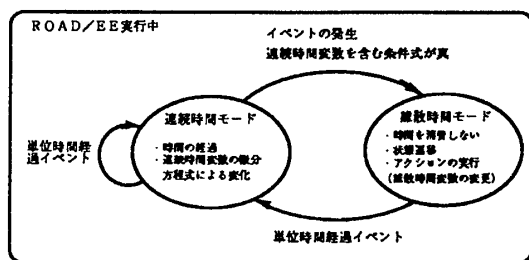 ROAD/EE実行中
イベントの発生
連続時間変数を含む条件式が真
連続時間モード
・時間の経過
・連続時間変数の微分
方程式による変化
離散時間モード
・時間を消費しない
・状態遷移
・アクションの実行
(離散時間変数の変更)
単位時間経
過イベント
単位時間経過イベント